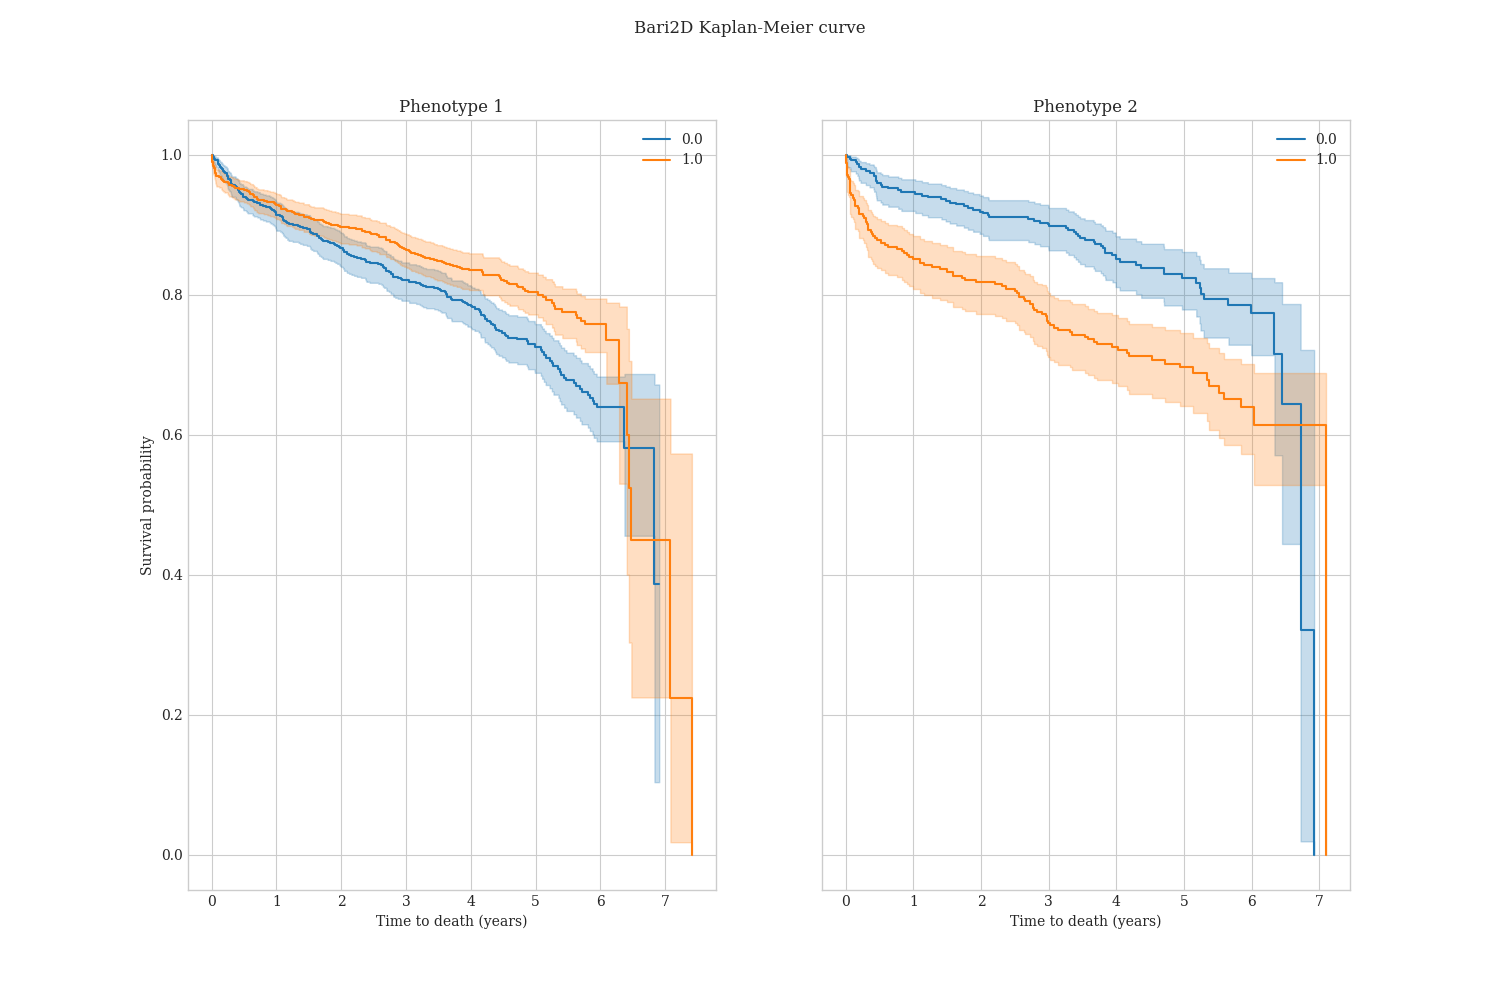 Bari2D Kaplan-Meier curve
Phenotype 1
0.0
1.0
1.0
0.8
0.6
0.4
0.2
0.0
Survival probability
0 1 2 3 4 5 6 7
Time to death (years)
Phenotype 2
0.0
1.0
0 1 2 3 4 5 6 7
Time to death (years)